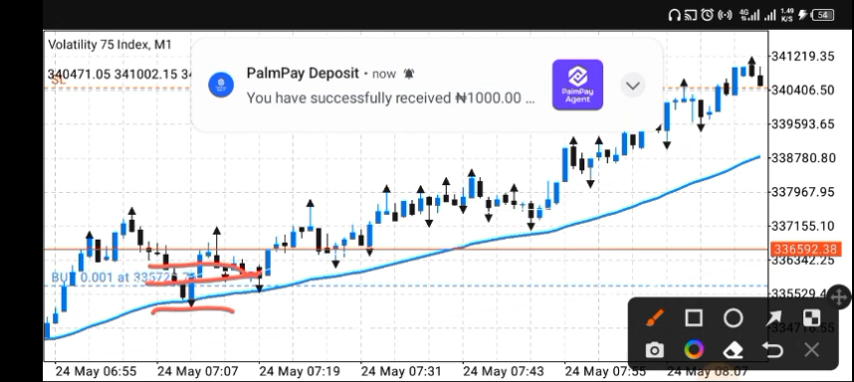 4G 1.49 K/S 54
Volatility 75 Index, M1
340471.05 341002.15
SL
PalmPay Deposit • now
You have successfully received ₦1000.00 ...
PalmPay
Agent
341219.35
340406.50
339593.65
338780.80
337967.95
337155.10
336592.38
336342.25
BUY 0.001 at
24 May 06:55 24 May 07:07 24 May 07:19 24 May 07:31 24 May 07:43 24 May 07:55 24 May 08:07